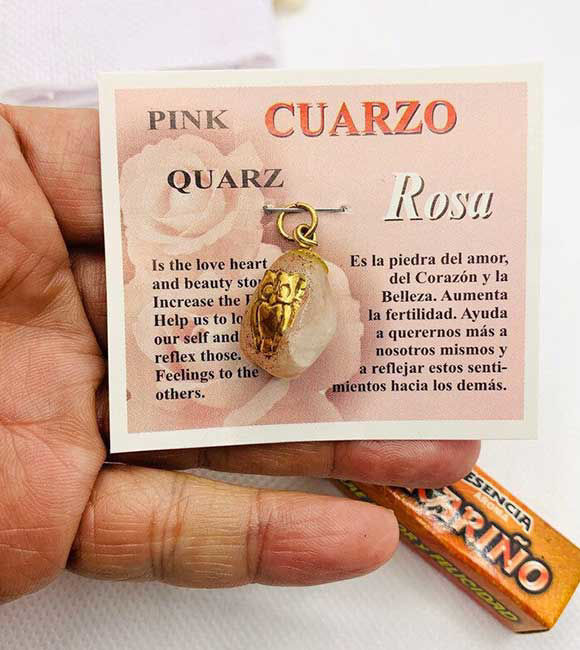 PINK CUARZO
QUARZ
Rosa
Is the love heart
and beauty sto
Increase the
Help us to lo
our self and
reflex those.
Feelings to the
others.
Es la piedra del amor,
del Corazón y la
Belleza. Aumenta
la fertilidad. Ayuda
a querernos más a
nosotros mismos y
a reflejar estos senti-
mientos hacia los demás.
ESENCIA
CARIÑO